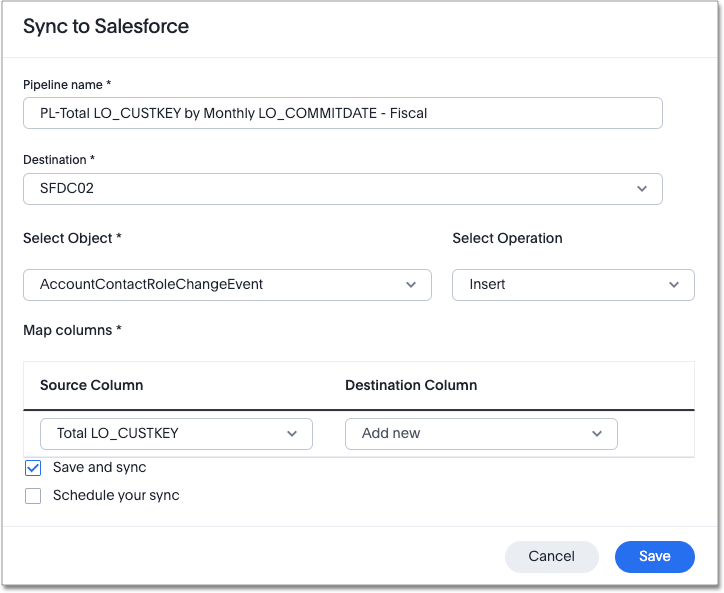 Sync to Salesforce
Pipeline name *
PL-Total LO_CUSTKEY by Monthly LO_COMMITDATE - Fiscal
Destination *
SFDC02
Select Object * Select Operation
AccountContactRoleChangeEvent Insert
Map columns *
Source Column Destination Column
Total LO_CUSTKEY Add new
Save and sync
Schedule your sync
Cancel Save